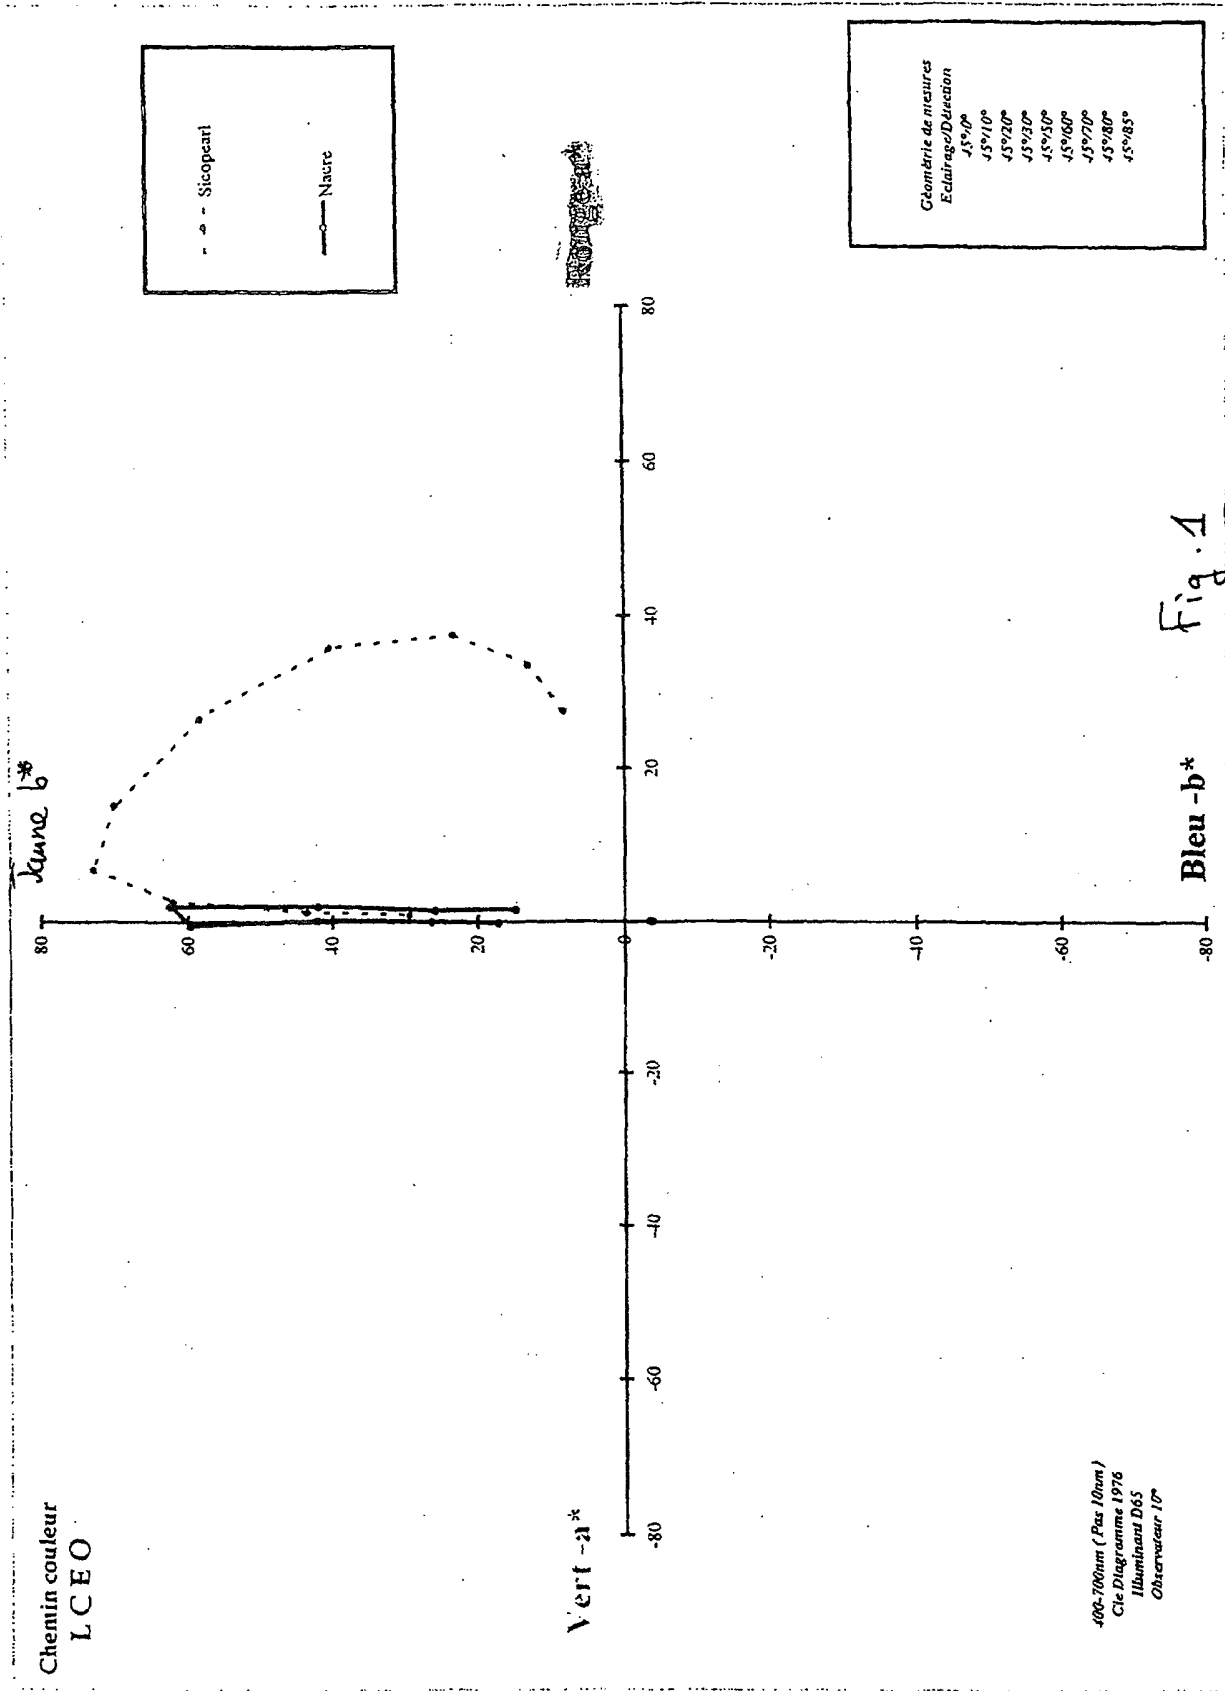 Chemin couleur
L C E O
Jaune b*
Sicopearl
Nacre
80
60
40
20
0
-20
-40
-60
-80
-80
-60
-40
-20
20
40
60
80
Vert -a*
Rouge a*
Bleu -b*
400-700nm ( Pas 10nm )
Cie Diagramme 1976
Illuminant D65
Observateur 10°
Géométrie de mesures
Eclairage/Détection
45°/0°
45°/10°
45°/20°
45°/30°
45°/50°
45°/60°
45°/70°
45°/80°
45°/85°
Fig. 1